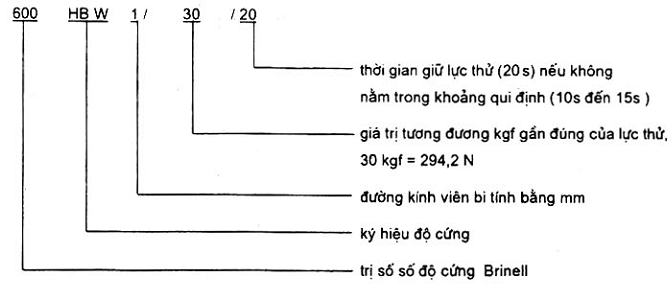 600 HB W 1 / 30 / 20
thời gian giữ lực thử (20 s) nếu không
nằm trong khoảng qui định (10s đến 15s )
giá trị tương đương kgf gần đúng của lực thử,
30 kgf = 294,2 N
đường kính viên bi tính bằng mm
ký hiệu độ cứng
trị số số độ cứng Brinell